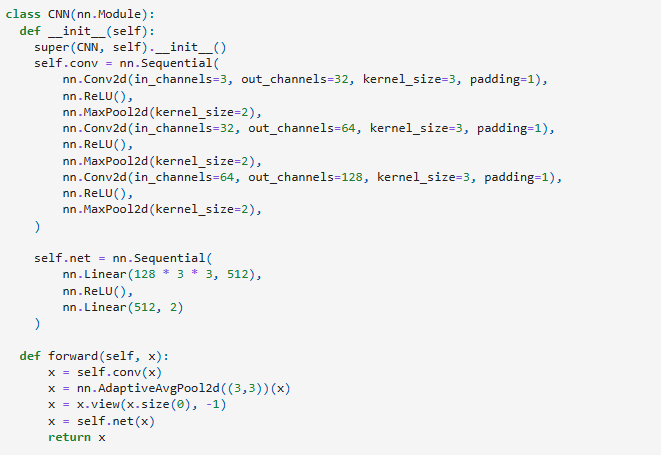 class CNN(nn.Module):
  def __init__(self):
    super(CNN, self).__init__()
    self.conv = nn.Sequential(
        nn.Conv2d(in_channels=3, out_channels=32, kernel_size=3, padding=1),
        nn.ReLU(),
        nn.MaxPool2d(kernel_size=2),
        nn.Conv2d(in_channels=32, out_channels=64, kernel_size=3, padding=1),
        nn.ReLU(),
        nn.MaxPool2d(kernel_size=2),
        nn.Conv2d(in_channels=64, out_channels=128, kernel_size=3, padding=1),
        nn.ReLU(),
        nn.MaxPool2d(kernel_size=2),
    )

    self.net = nn.Sequential(
        nn.Linear(128 * 3 * 3, 512),
        nn.ReLU(),
        nn.Linear(512, 2)
    )

  def forward(self, x):
      x = self.conv(x)
      x = nn.AdaptiveAvgPool2d((3,3))(x)
      x = x.view(x.size(0), -1)
      x = self.net(x)
      return x